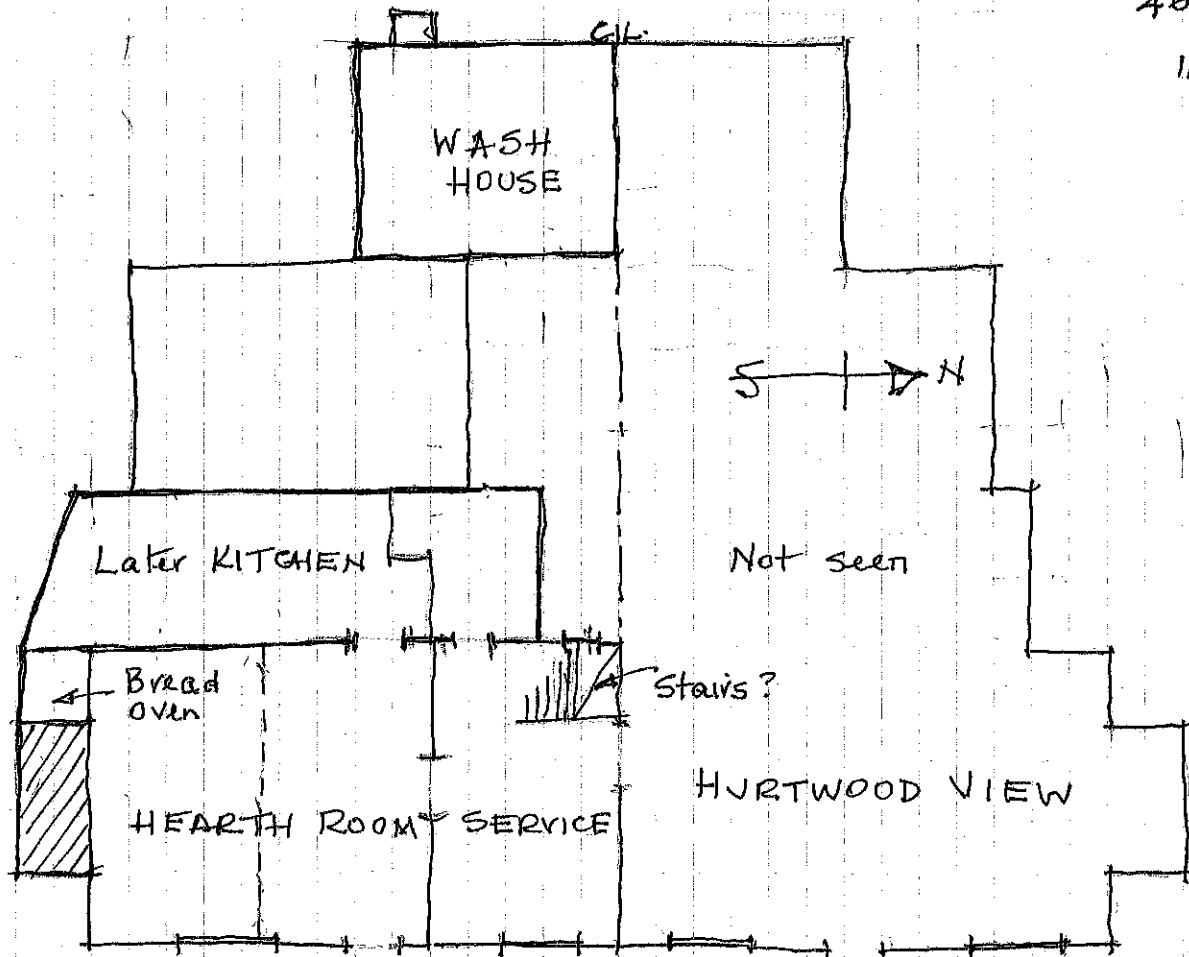 C.L.
WASH
HOUSE
S N
Later KITCHEN
Not seen
Bread
oven
Stairs?
HURTWOOD VIEW
HEARTH ROOM SERVICE